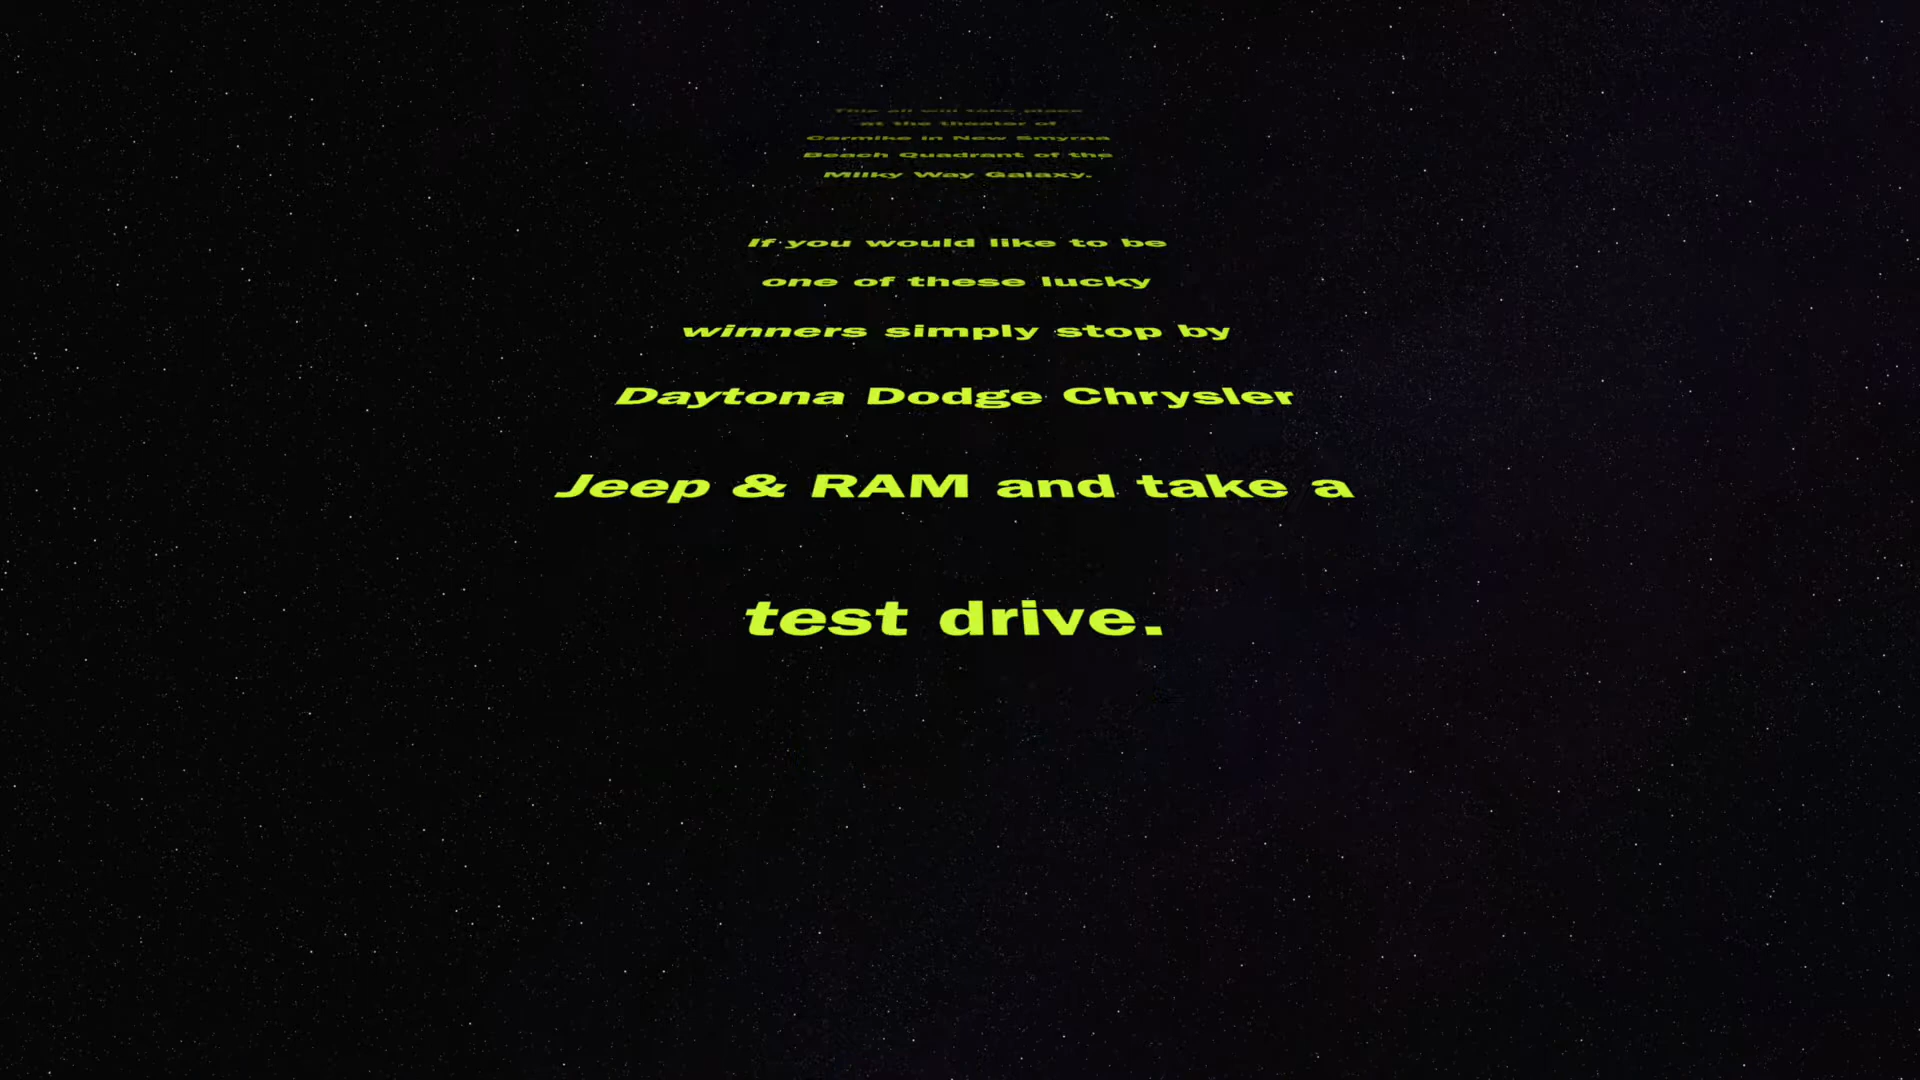 This all will take place
at the theater of
Carmike in New Smyrna
Beach Quadrant of the
Milky Way Galaxy.
If you would like to be
one of these lucky
winners simply stop by
Daytona Dodge Chrysler
Jeep & RAM and take a
test drive.